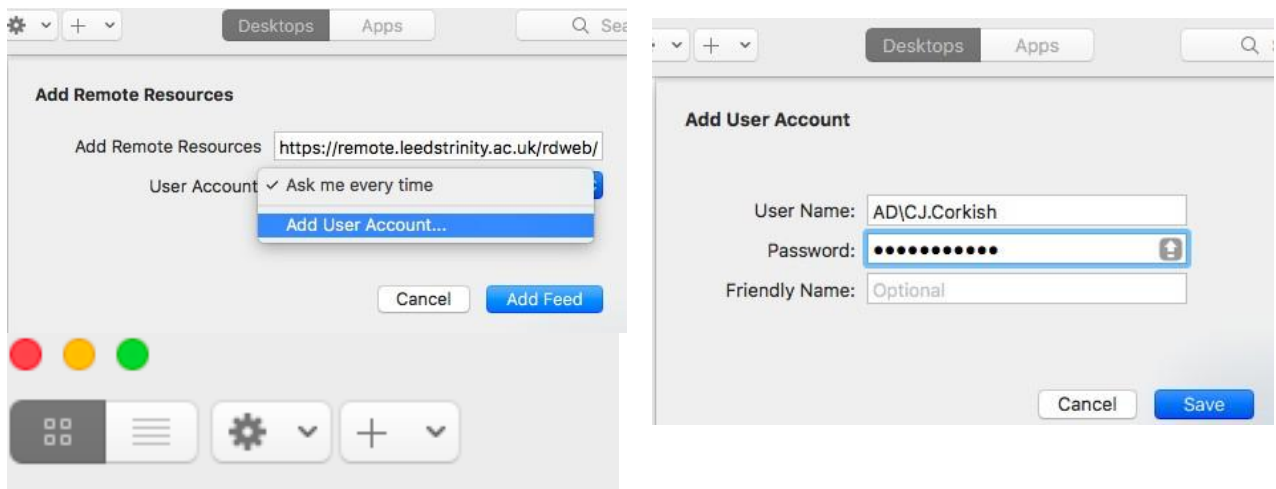 Desktops Apps
Add Remote Resources
Add Remote Resources https://remote.leedstrinity.ac.uk/rdweb/
User Account ✓ Ask me every time
Add User Account...
Cancel Add Feed
Desktops Apps
Add User Account
User Name: AD\CJ.Corkish
Password: •••••••••••
Friendly Name: Optional
Cancel Save